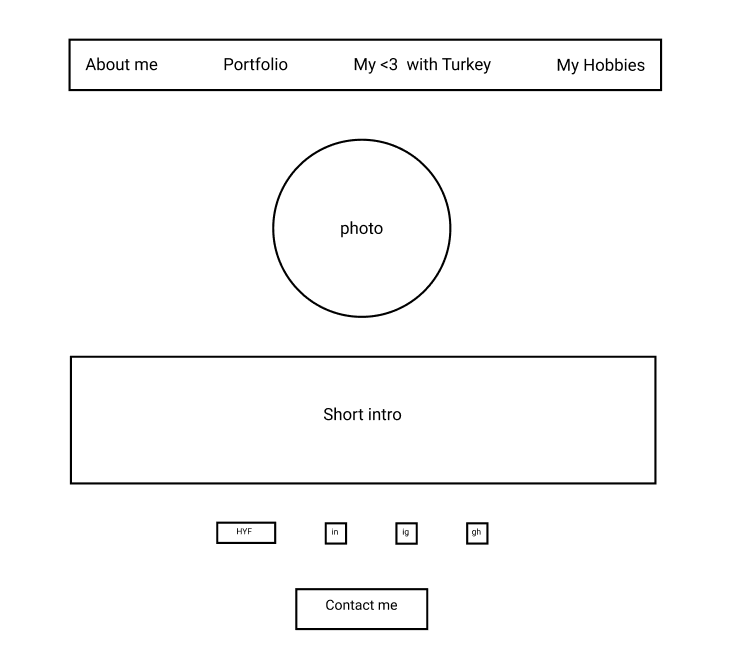 About me Portfolio My <3 with Turkey My Hobbies
photo
Short intro
HYF in ig gh
Contact me